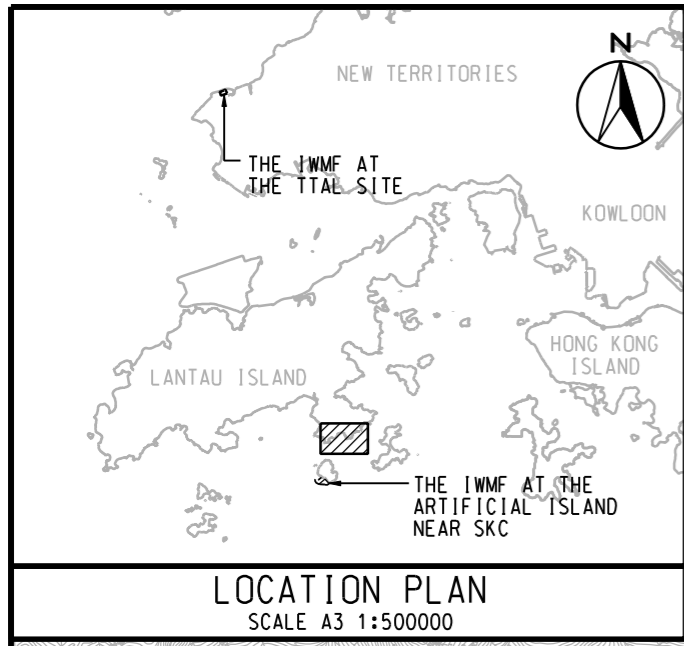 N
NEW TERRITORIES
THE IWMF AT
THE TTAL SITE
KOWLOON
HONG KONG
ISLAND
LANTAU ISLAND
THE IWMF AT THE
ARTIFICIAL ISLAND
NEAR SKC
LOCATION PLAN
SCALE A3 1:500000